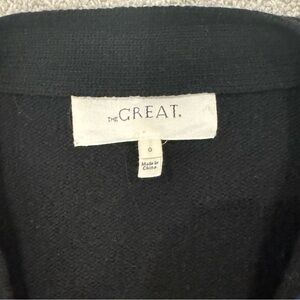 THE GREAT.
0
Made in
China